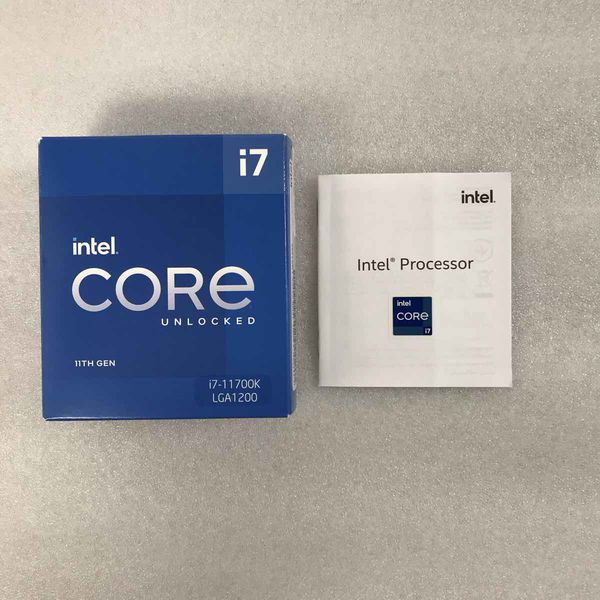 i7
intel.
CORE
UNLOCKED
11TH GEN
i7-11700K
LGA1200
intel.
Intel® Processor
intel
CORE
i7